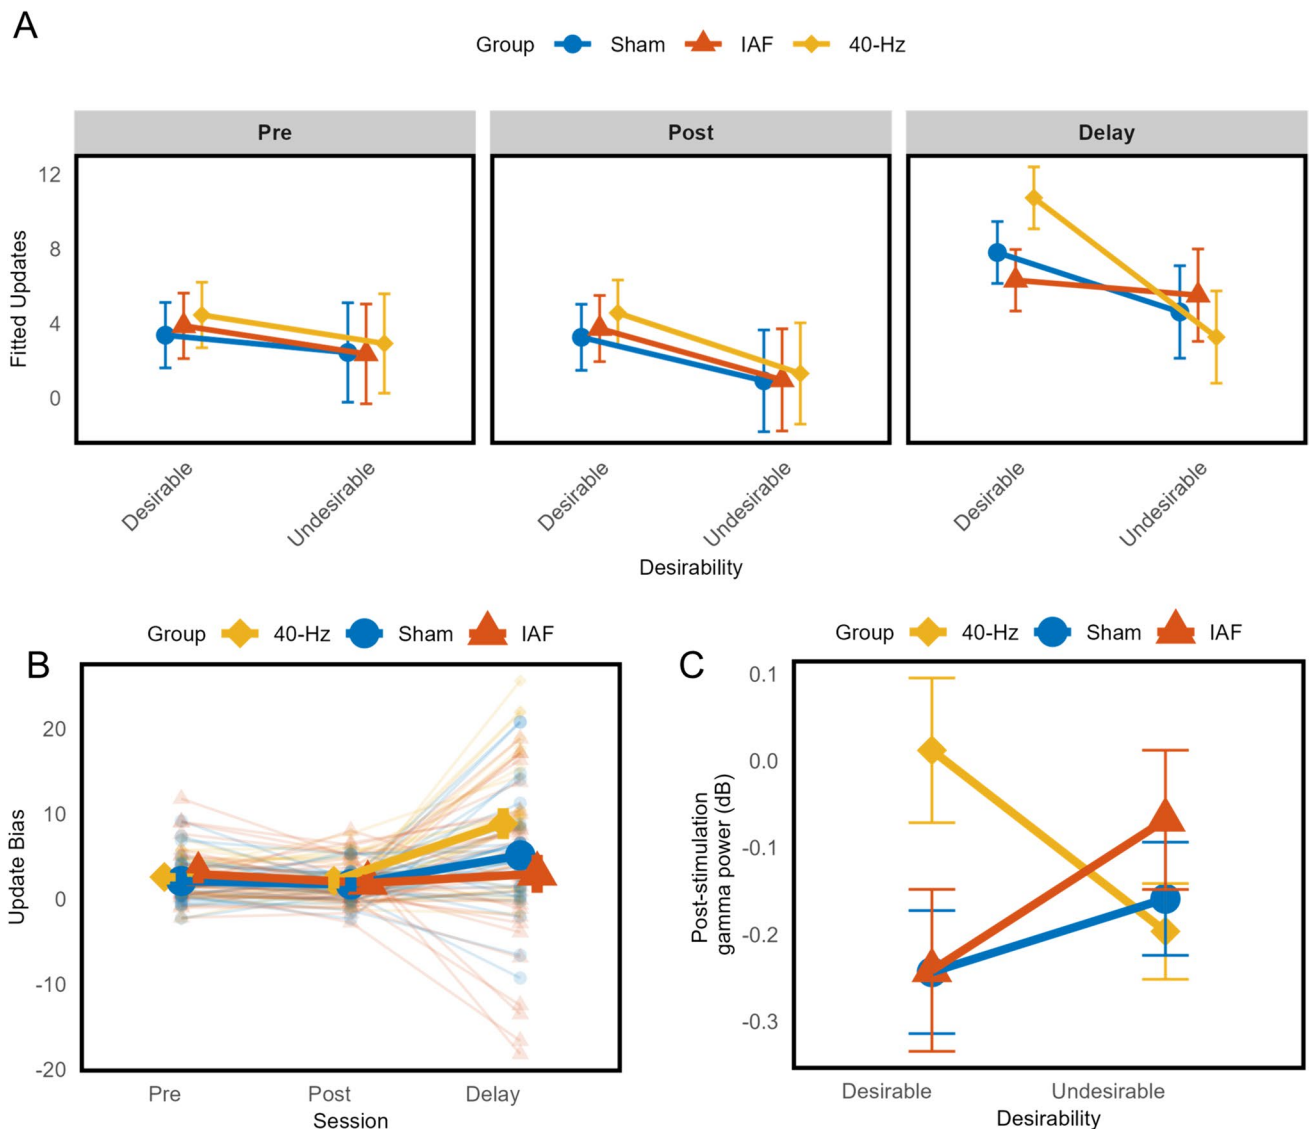 A
Group Sham IAF 40-Hz
Pre Post Delay
12
8
4
0
Fitted Updates
Desirable Undesirable Desirable Undesirable Desirable Undesirable
Desirability
Group 40-Hz Sham IAF
B
20
10
0
-10
-20
Update Bias
Pre Post Delay
Session
Group 40-Hz Sham IAF
C
0.1
0.0
-0.1
-0.2
-0.3
Post-stimulation
gamma power (dB)
Desirable Undesirable
Desirability